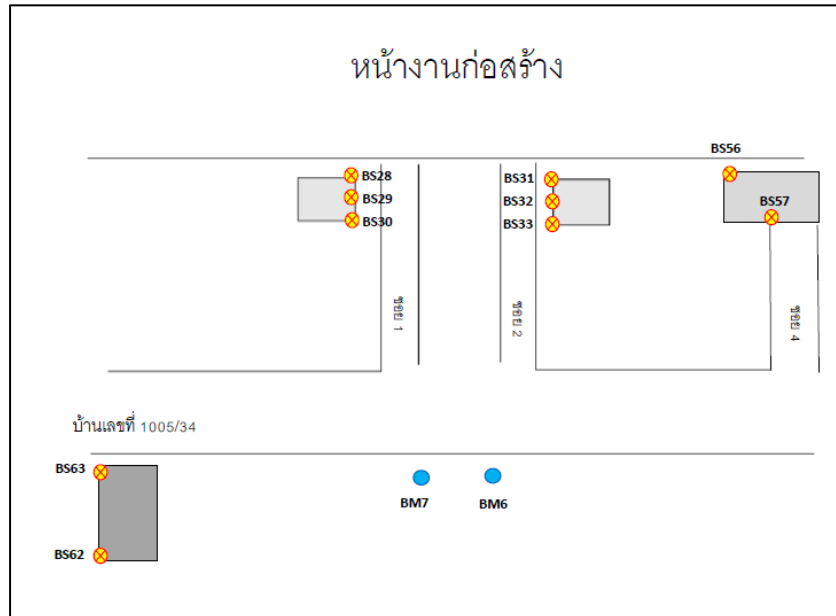 หน้างานก่อสร้าง
BS56
BS28
BS31
BS29
BS32
BS57
BS30
BS33
ซอย 1
ซอย 2
ซอย 4
บ้านเลขที่ 1005/34
BS63
BM7
BM6
BS62